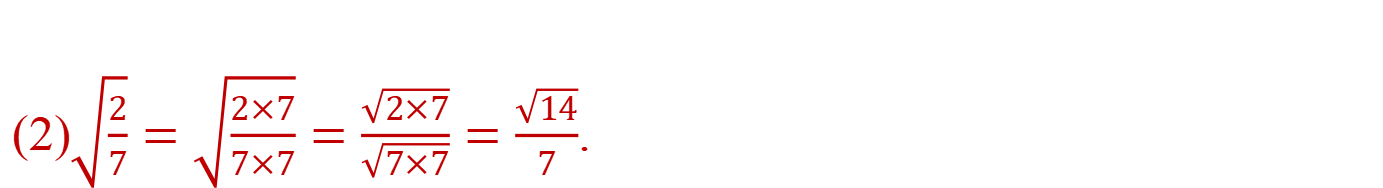 (2)√(2/7) = √((2×7)/(7×7)) = √(2×7)/√(7×7) = √14/7.